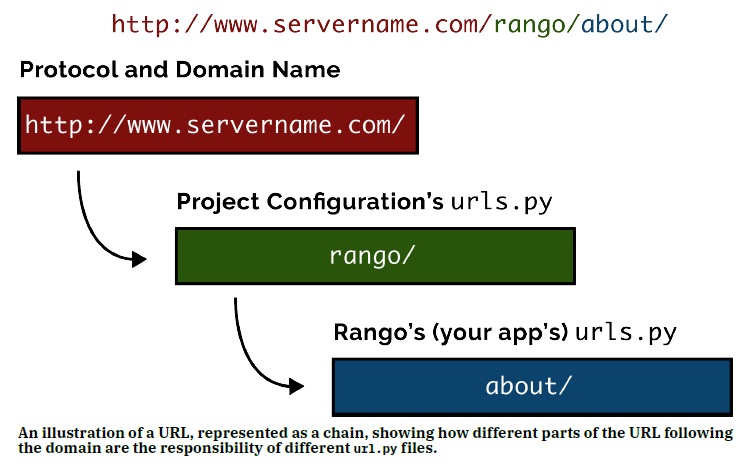 http://www.servername.com/rango/about/
Protocol and Domain Name
http://www.servername.com/
Project Configuration's urls.py
rango/
Rango's (your app's) urls.py
about/
An illustration of a URL, represented as a chain, showing how different parts of the URL following
the domain are the responsibility of different url.py files.